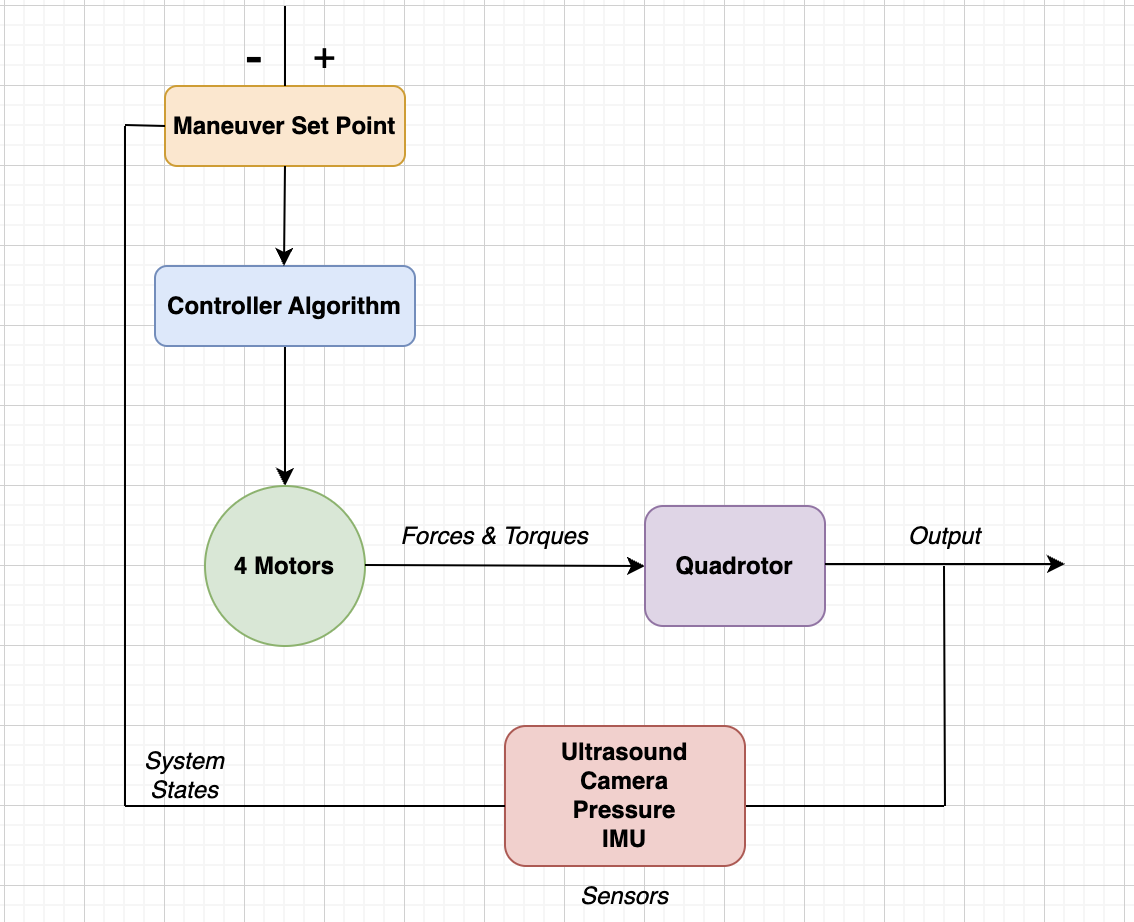 - +
Maneuver Set Point
Controller Algorithm
4 Motors
Forces & Torques
Quadrotor
Output
System
States
Ultrasound
Camera
Pressure
IMU
Sensors